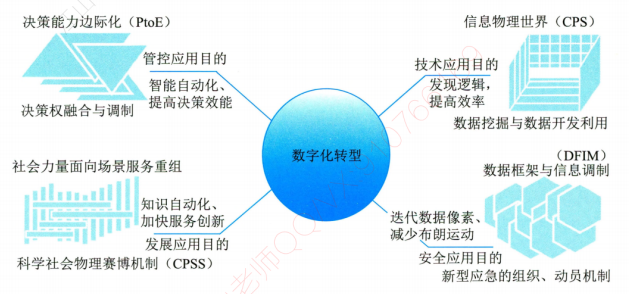 决策能力边际化（PtoE）
管控应用目的
智能自动化、
提高决策效能
决策权融合与调制
信息物理世界（CPS）
技术应用目的
发现逻辑，
提高效率
数据挖掘与数据开发利用
数字化转型
社会力量面向场景服务重组
知识自动化、
加快服务创新
发展应用目的
科学社会物理赛博机制（CPSS）
（DFIM）
数据框架与信息调制
迭代数据像素、
减少布朗运动
安全应用目的
新型应急的组织、动员机制